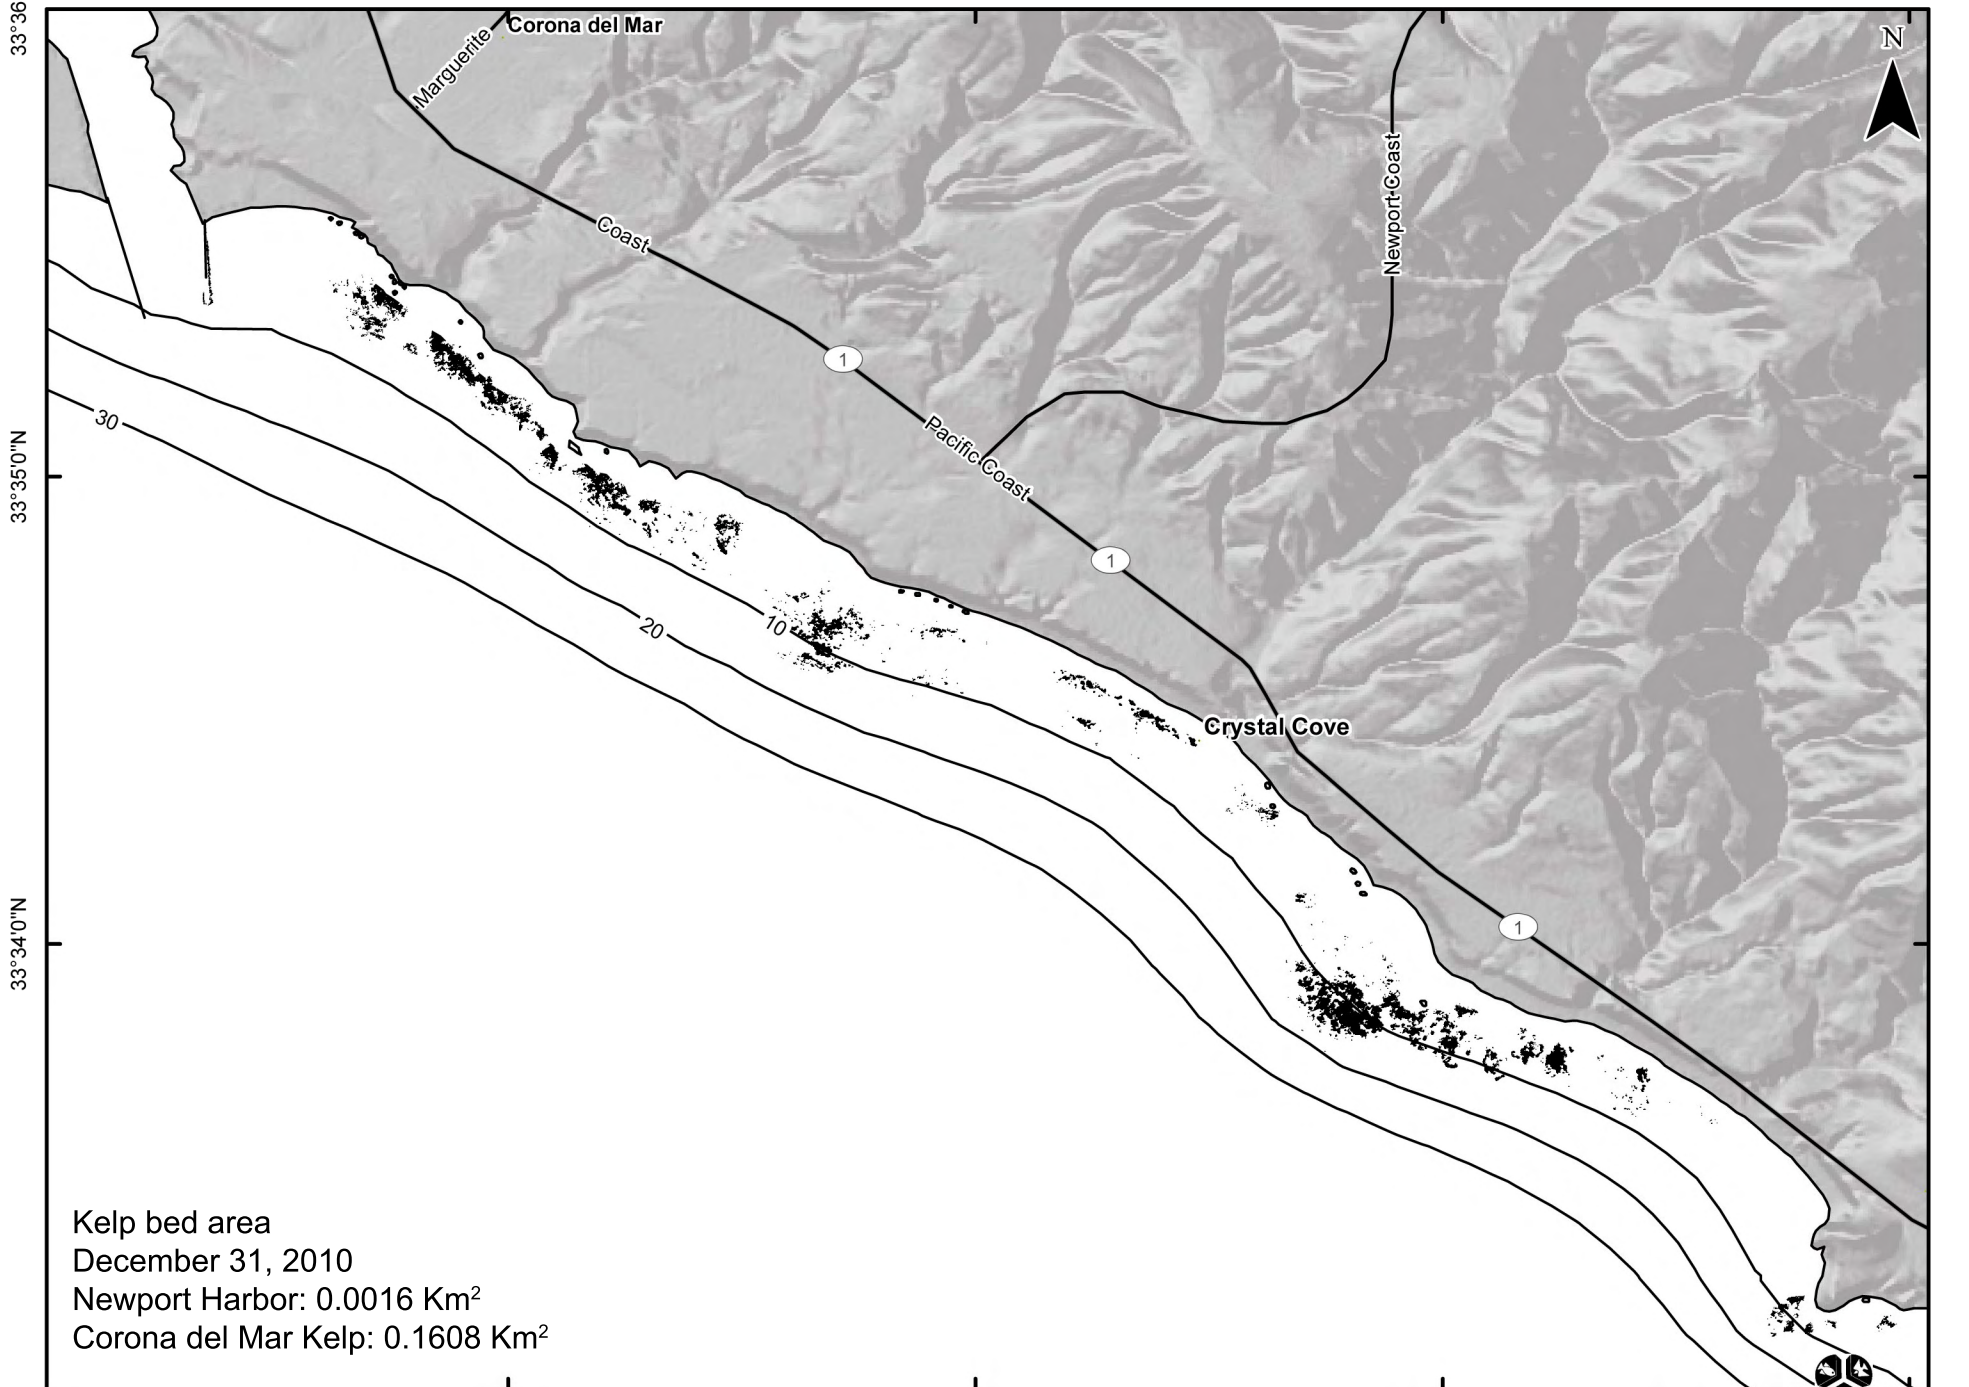 33°36
Corona del Mar
N
Marguerite
Coast
Newport Coast
1
30
Pacific Coast
33°35'0"N
1
20
10
Crystal Cove
33°34'0"N
1
Kelp bed area
December 31, 2010
Newport Harbor: 0.0016 Km²
Corona del Mar Kelp: 0.1608 Km²